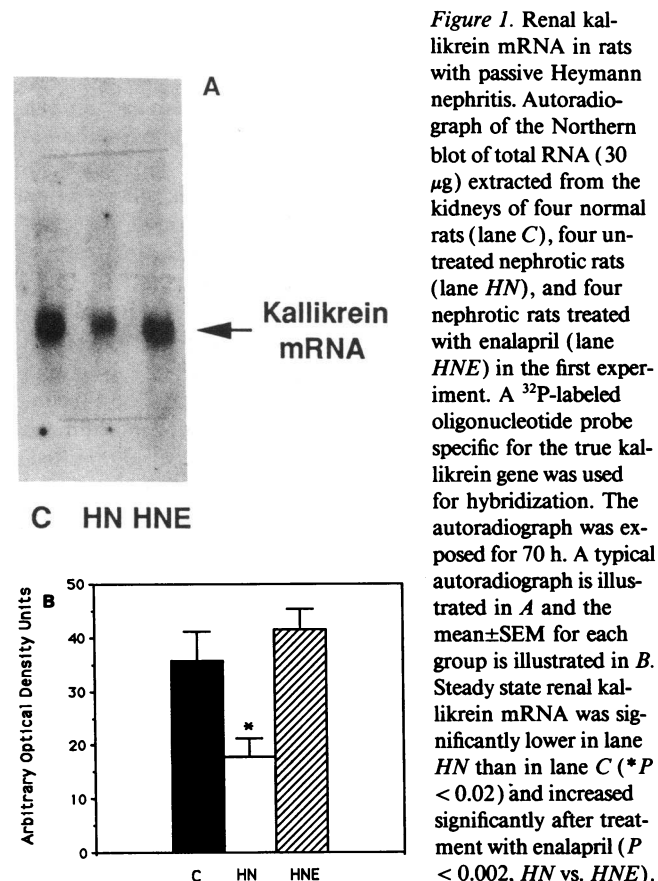 A
Kallikrein
mRNA
C HN HNE
B
Arbitrary Optical Density Units
50
40
30
20
10
0
*
C HN HNE
Figure 1. Renal kal-
likrein mRNA in rats
with passive Heymann
nephritis. Autoradio-
graph of the Northern
blot of total RNA (30
μg) extracted from the
kidneys of four normal
rats (lane C), four un-
treated nephrotic rats
(lane HN), and four
nephrotic rats treated
with enalapril (lane
HNE) in the first exper-
iment. A ³²P-labeled
oligonucleotide probe
specific for the true kal-
likrein gene was used
for hybridization. The
autoradiograph was ex-
posed for 70 h. A typical
autoradiograph is illus-
trated in A and the
mean±SEM for each
group is illustrated in B.
Steady state renal kal-
likrein mRNA was sig-
nificantly lower in lane
HN than in lane C (*P
< 0.02) and increased
significantly after treat-
ment with enalapril (P
< 0.002, HN vs. HNE).